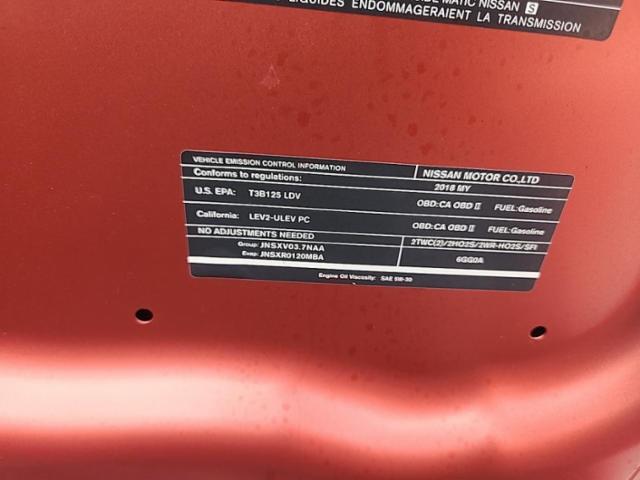 MATIC NISSAN S
LIQUIDES ENDOMMAGERAIENT LA TRANSMISSION
VEHICLE EMISSION CONTROL INFORMATION
NISSAN MOTOR CO.,LTD
Conforms to regulations:
2018 MY
U.S. EPA: T3B125 LDV
OBD:CA OBD II FUEL:Gasoline
California: LEV2-ULEV PC
OBD:CA OBD II FUEL:Gasoline
NO ADJUSTMENTS NEEDED
Group: JNSXV03.7NAA
2TWC(2)/2HO2S/2WR-HO2S/SFI
Evap: JNSXR0120MBA
6GG0A
Engine Oil Viscosity: SAE 5W-30